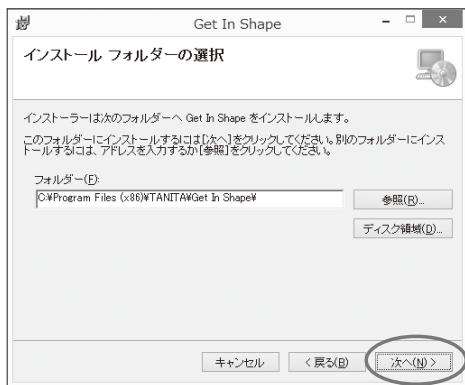 Get In Shape
インストール フォルダーの選択
インストーラーは次のフォルダーへ Get In Shape をインストールします。
このフォルダーにインストールするには[次へ]をクリックしてください。別のフォルダーにインス
トールするには、アドレスを入力するか[参照]をクリックしてください。
フォルダー(F):
C:¥Program Files (x86)¥TANITA¥Get In Shape¥
参照(R)...
ディスク領域(D)...
キャンセル
< 戻る(B)
次へ(N) >